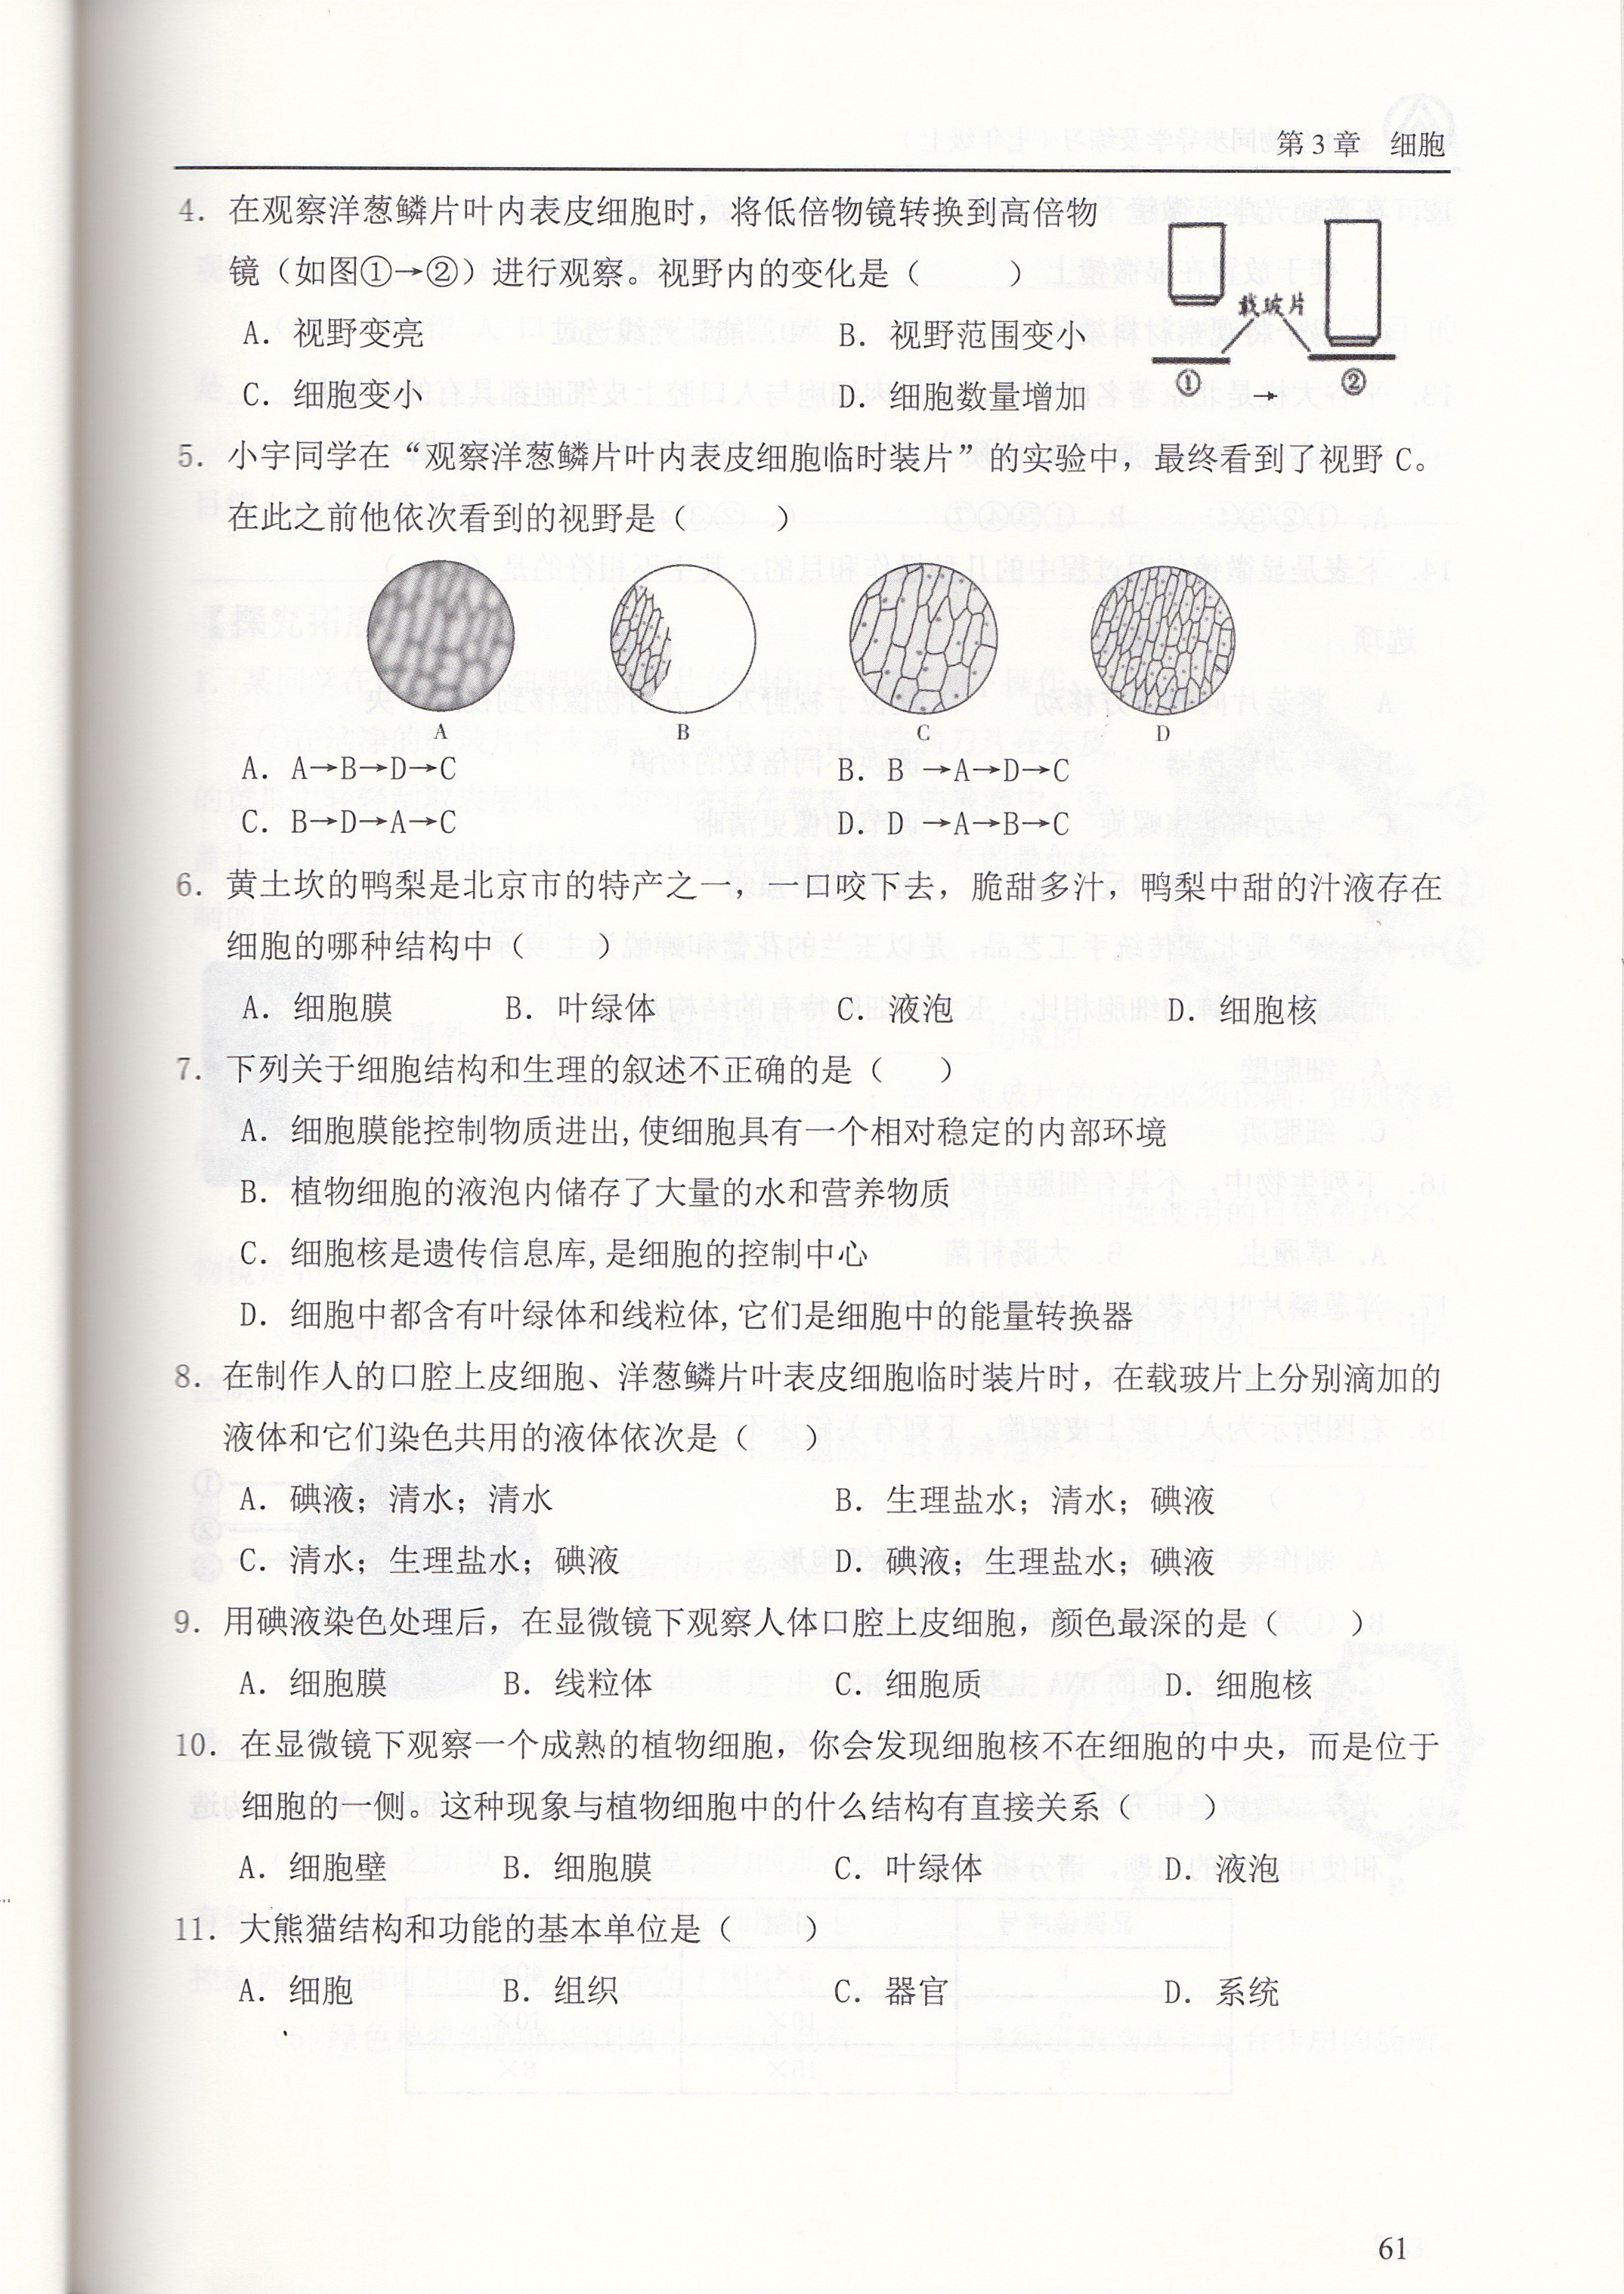 第3章 细胞
4. 在观察洋葱鳞片叶内表皮细胞时，将低倍物镜转换到高倍物
镜（如图①→②）进行观察。视野内的变化是（ ）
A. 视野变亮 B. 视野范围变小
C. 细胞变小 D. 细胞数量增加
载玻片
① → ②
5. 小宇同学在“观察洋葱鳞片叶内表皮细胞临时装片”的实验中，最终看到了视野 C。
在此之前他依次看到的视野是（ ）
A B C D
A. A→B→D→C B. B →A→D→C
C. B→D→A→C D. D →A→B→C
6. 黄土坎的鸭梨是北京市的特产之一，一口咬下去，脆甜多汁，鸭梨中甜的汁液存在
细胞的哪种结构中（ ）
A. 细胞膜 B. 叶绿体 C. 液泡 D. 细胞核
7. 下列关于细胞结构和生理的叙述不正确的是（ ）
A. 细胞膜能控制物质进出,使细胞具有一个相对稳定的内部环境
B. 植物细胞的液泡内储存了大量的水和营养物质
C. 细胞核是遗传信息库,是细胞的控制中心
D. 细胞中都含有叶绿体和线粒体,它们是细胞中的能量转换器
8. 在制作人的口腔上皮细胞、洋葱鳞片叶表皮细胞临时装片时，在载玻片上分别滴加的
液体和它们染色共用的液体依次是（ ）
A. 碘液；清水；清水 B. 生理盐水；清水；碘液
C. 清水；生理盐水；碘液 D. 碘液；生理盐水；碘液
9. 用碘液染色处理后，在显微镜下观察人体口腔上皮细胞，颜色最深的是（ ）
A. 细胞膜 B. 线粒体 C. 细胞质 D. 细胞核
10. 在显微镜下观察一个成熟的植物细胞，你会发现细胞核不在细胞的中央，而是位于
细胞的一侧。这种现象与植物细胞中的什么结构有直接关系（ ）
A. 细胞壁 B. 细胞膜 C. 叶绿体 D. 液泡
11. 大熊猫结构和功能的基本单位是（ ）
A. 细胞 B. 组织 C. 器官 D. 系统
61